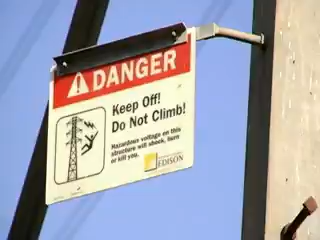 DANGER
Keep Off!
Do Not Climb!
Hazardous voltage on this
structure will shock, burn
or kill you.
EDISON